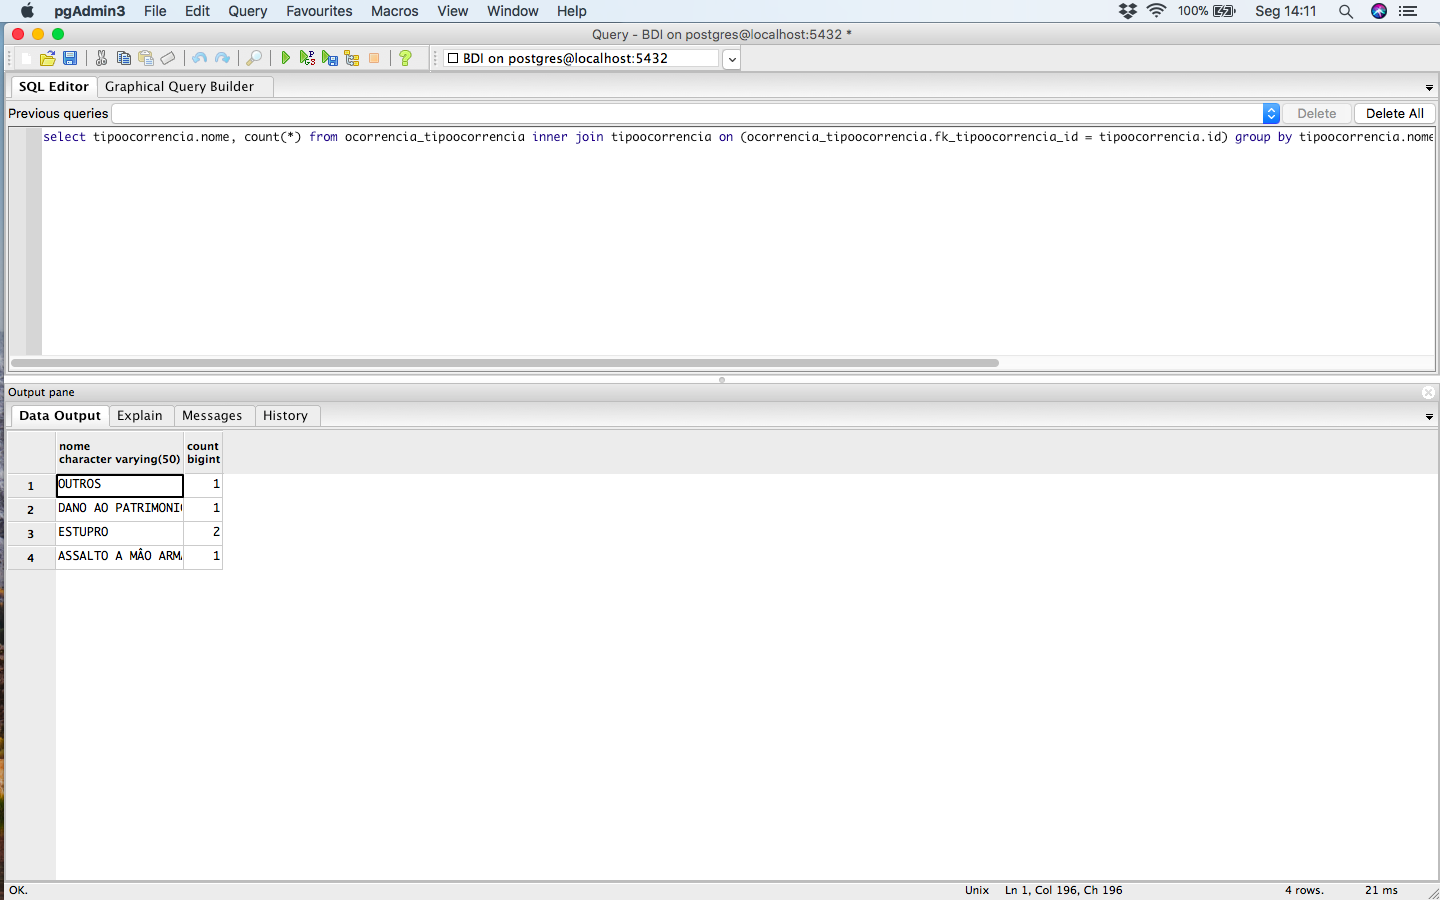 pgAdmin3 File Edit Query Favourites Macros View Window Help 100% Seg 14:11
Query - BDI on postgres@localhost:5432 *
BDI on postgres@localhost:5432
SQL Editor Graphical Query Builder
Previous queries Delete Delete All
select tipoocorrencia.nome, count(*) from ocorrencia_tipoocorrencia inner join tipoocorrencia on (ocorrencia_tipoocorrencia.fk_tipoocorrencia_id = tipoocorrencia.id) group by tipoocorrencia.nome
Output pane
Data Output Explain Messages History
nome count
character varying(50) bigint
1 OUTROS 1
2 DANO AO PATRIMONI 1
3 ESTUPRO 2
4 ASSALTO A MÂO ARM 1
OK. Unix Ln 1, Col 196, Ch 196 4 rows. 21 ms